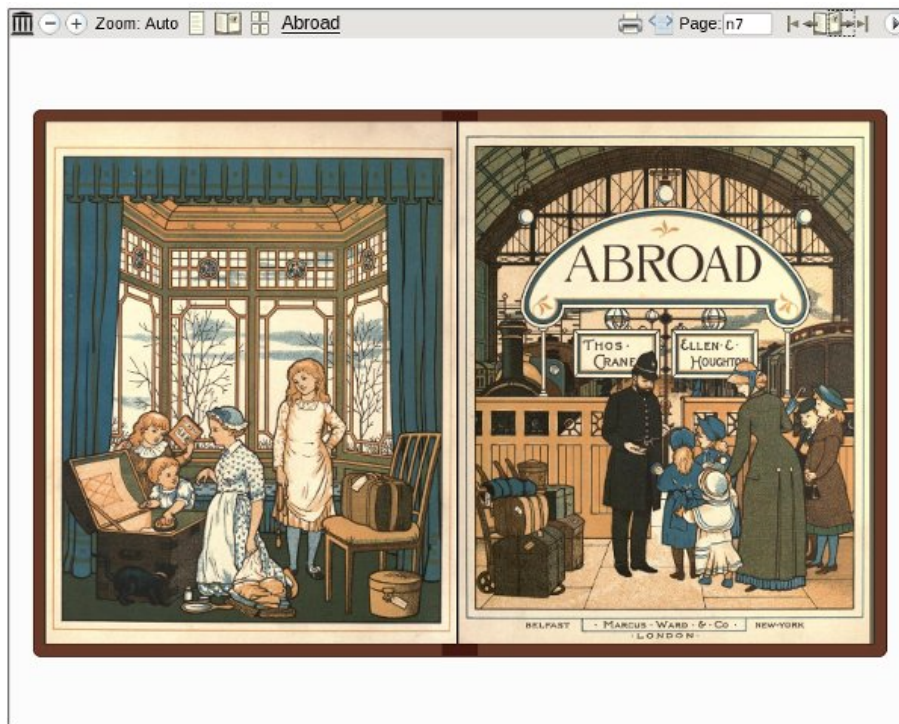 Zoom: Auto Abroad Page: n7
ABROAD
THOS·
CRANE
ELLEN·E·
HOUGHTON
BELFAST · MARCUS·WARD·&·CO· NEW-YORK
·LONDON·